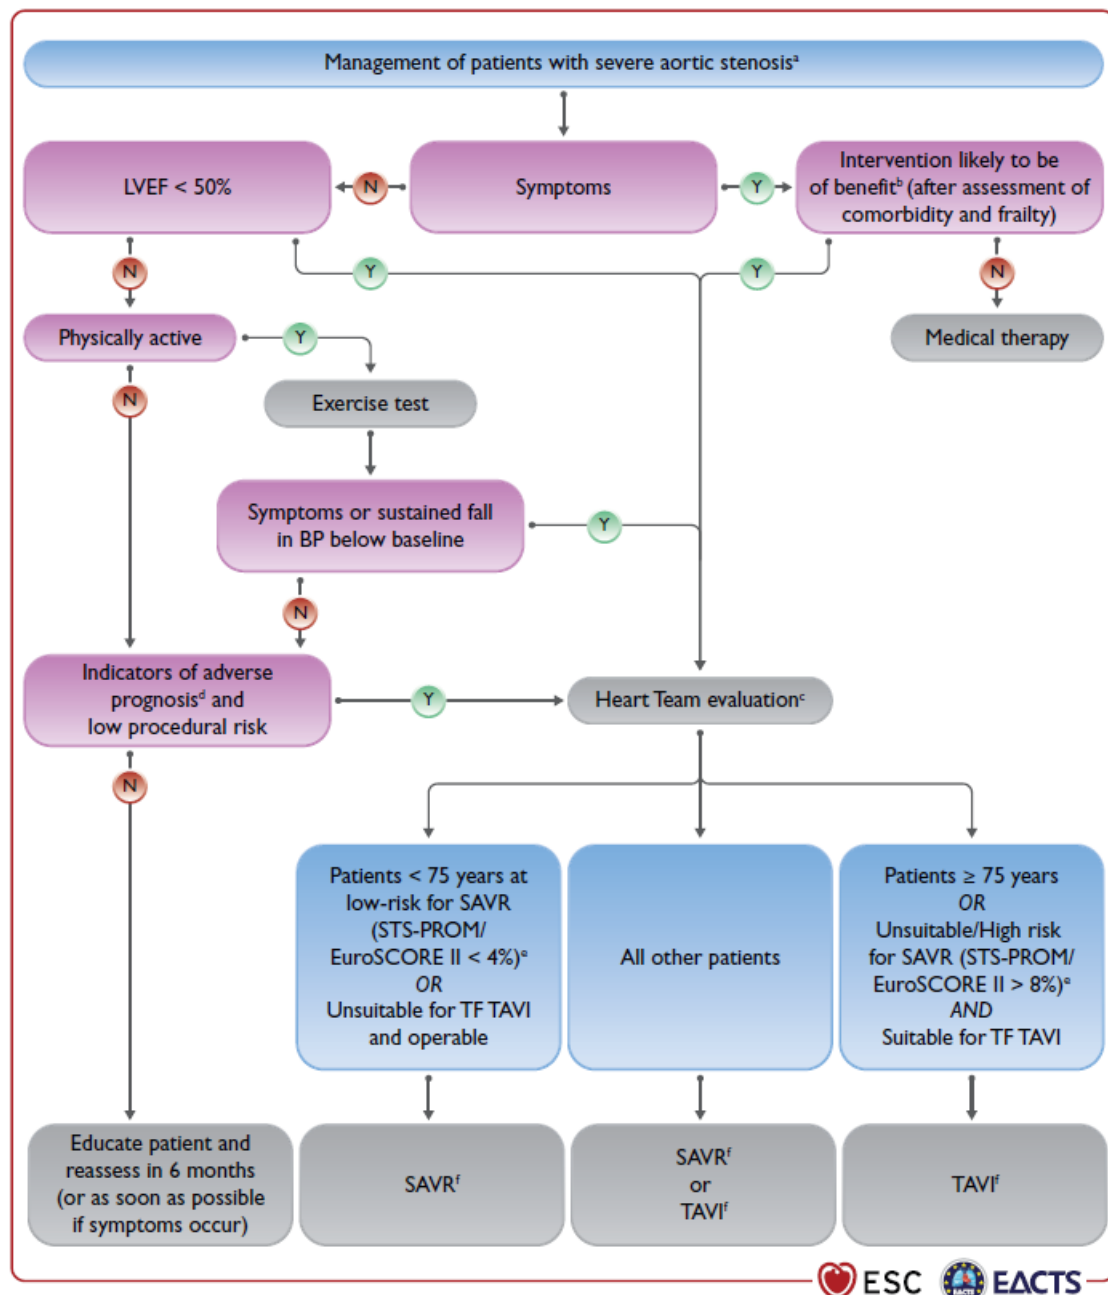 Management of patients with severe aortic stenosisᵃ
LVEF < 50%
N
Symptoms
Y
Intervention likely to be
of benefitᵇ (after assessment of
comorbidity and frailty)
N
Y
Y
N
Physically active
Y
Medical therapy
N
Exercise test
Symptoms or sustained fall
in BP below baseline
Y
N
Indicators of adverse
prognosisᵈ and
low procedural risk
Y
Heart Team evaluationᶜ
N
Patients < 75 years at
low-risk for SAVR
(STS-PROM/
EuroSCORE II < 4%)ᵉ
OR
Unsuitable for TF TAVI
and operable
All other patients
Patients ≥ 75 years
OR
Unsuitable/High risk
for SAVR (STS-PROM/
EuroSCORE II > 8%)ᵉ
AND
Suitable for TF TAVI
Educate patient and
reassess in 6 months
(or as soon as possible
if symptoms occur)
SAVRᶠ
SAVRᶠ
or
TAVIᶠ
TAVIᶠ
ESC
EACTS
EACTS